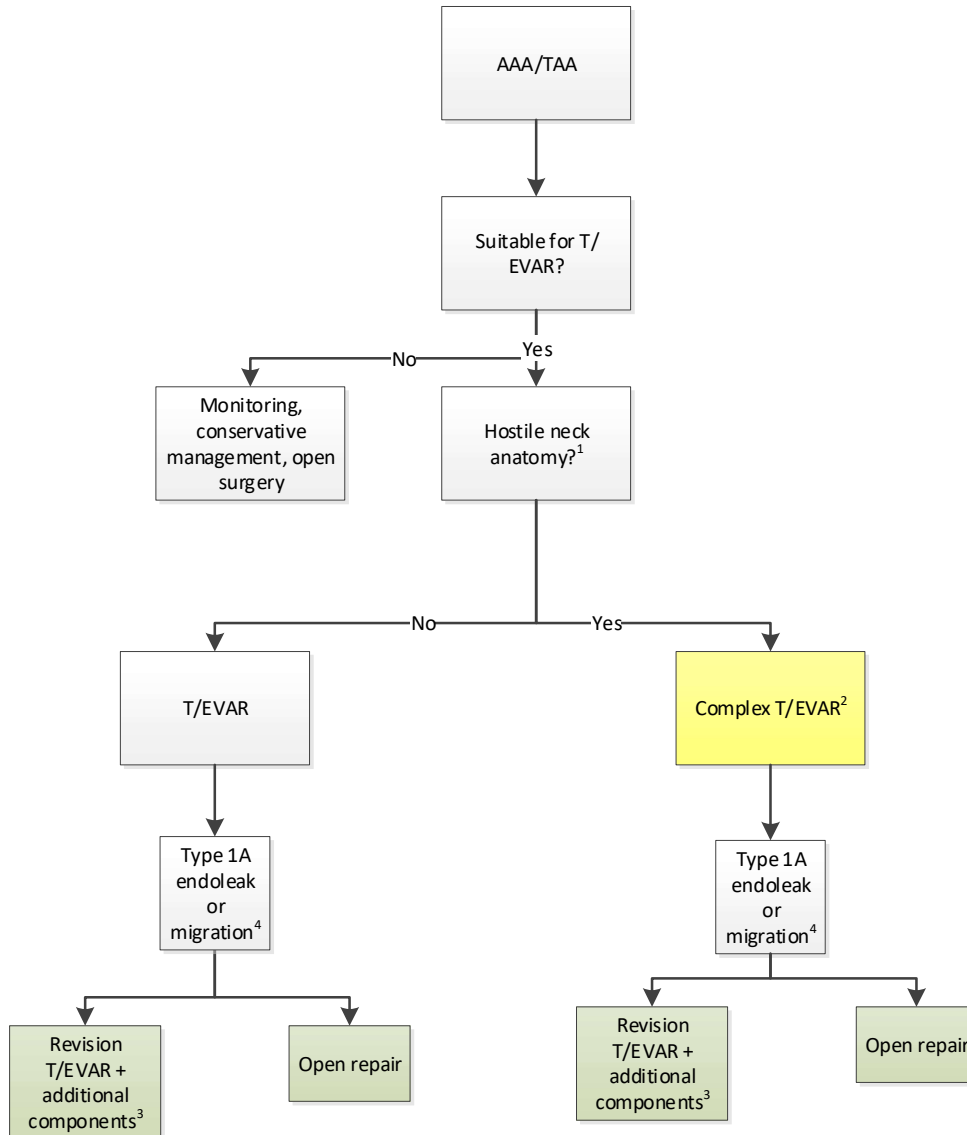 AAA/TAA
Suitable for T/
EVAR?
No
Yes
Monitoring,
conservative
management, open
surgery
Hostile neck
anatomy?¹
No
Yes
T/EVAR
Complex T/EVAR²
Type 1A
endoleak
or
migration⁴
Type 1A
endoleak
or
migration⁴
Revision
T/EVAR +
additional
components³
Open repair
Revision
T/EVAR +
additional
components³
Open repair